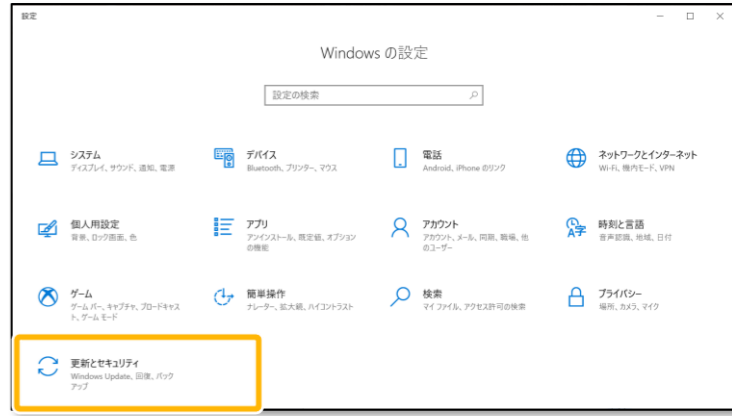 設定
Windows の設定
設定の検索
システム
ディスプレイ、サウンド、通知、電源
デバイス
Bluetooth、プリンター、マウス
電話
Android、iPhone のリンク
ネットワークとインターネット
Wi-Fi、機内モード、VPN
個人用設定
背景、ロック画面、色
アプリ
アンインストール、既定値、オプション
の機能
アカウント
アカウント、メール、同期、職場、他
のユーザー
時刻と言語
音声認識、地域、日付
ゲーム
ゲーム バー、キャプチャ、ブロードキャス
ト、ゲーム モード
簡単操作
ナレーター、拡大鏡、ハイコントラスト
検索
マイ ファイル、アクセス許可の検索
プライバシー
場所、カメラ、マイク
更新とセキュリティ
Windows Update、回復、バック
アップ